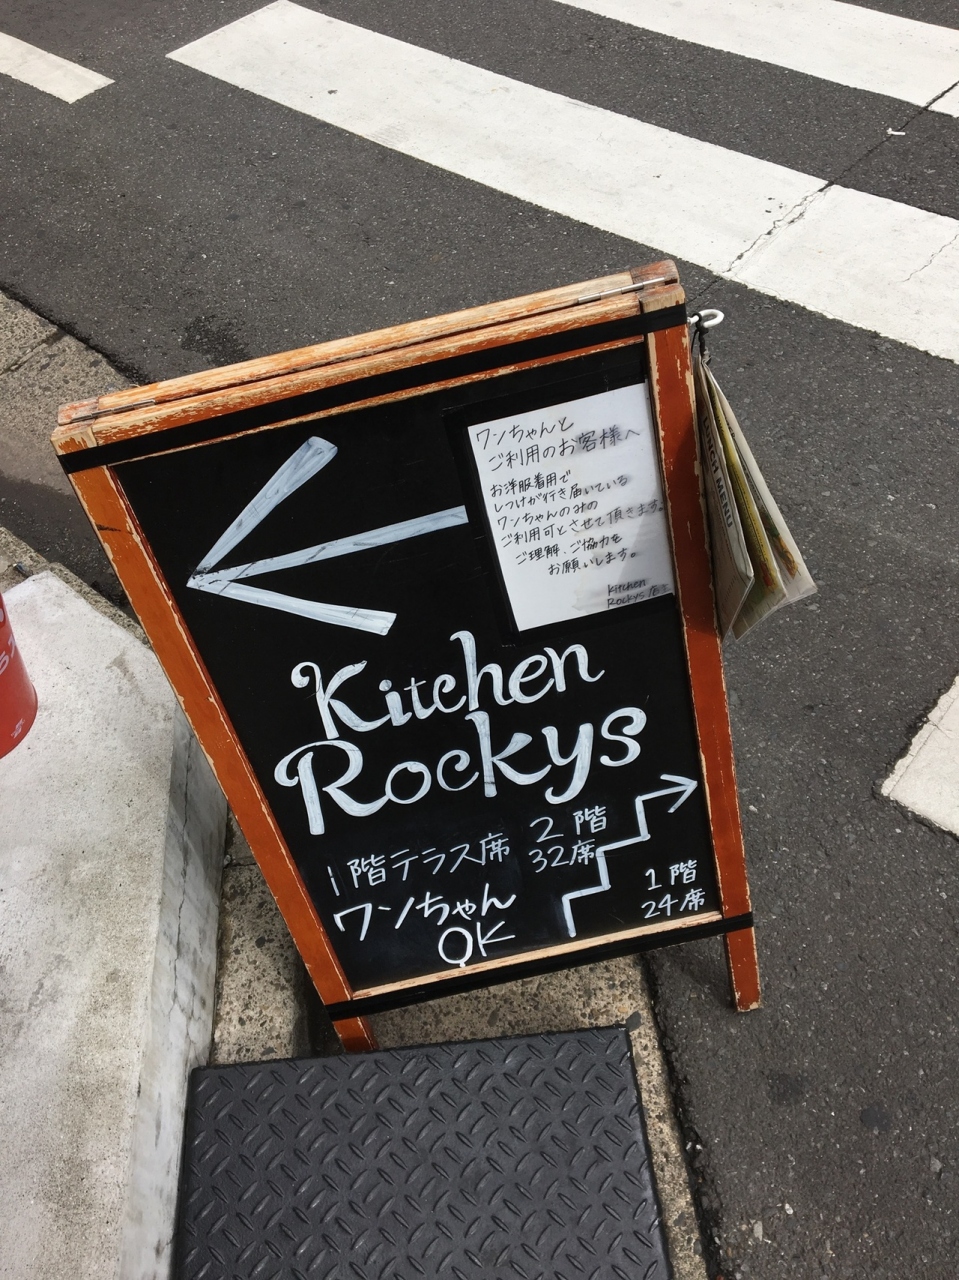 ワンちゃんと
ご利用のお客様へ
お洋服着用で
しつけが行き届いている
ワンちゃんのみの
ご利用可とさせて頂きます。
ご理解、ご協力を
お願いします。
Kitchen
Rockys
Kitchen
Rockys
1階テラス席
ワンちゃん
OK
2階
32席
1階
24席
LUNCH MENU